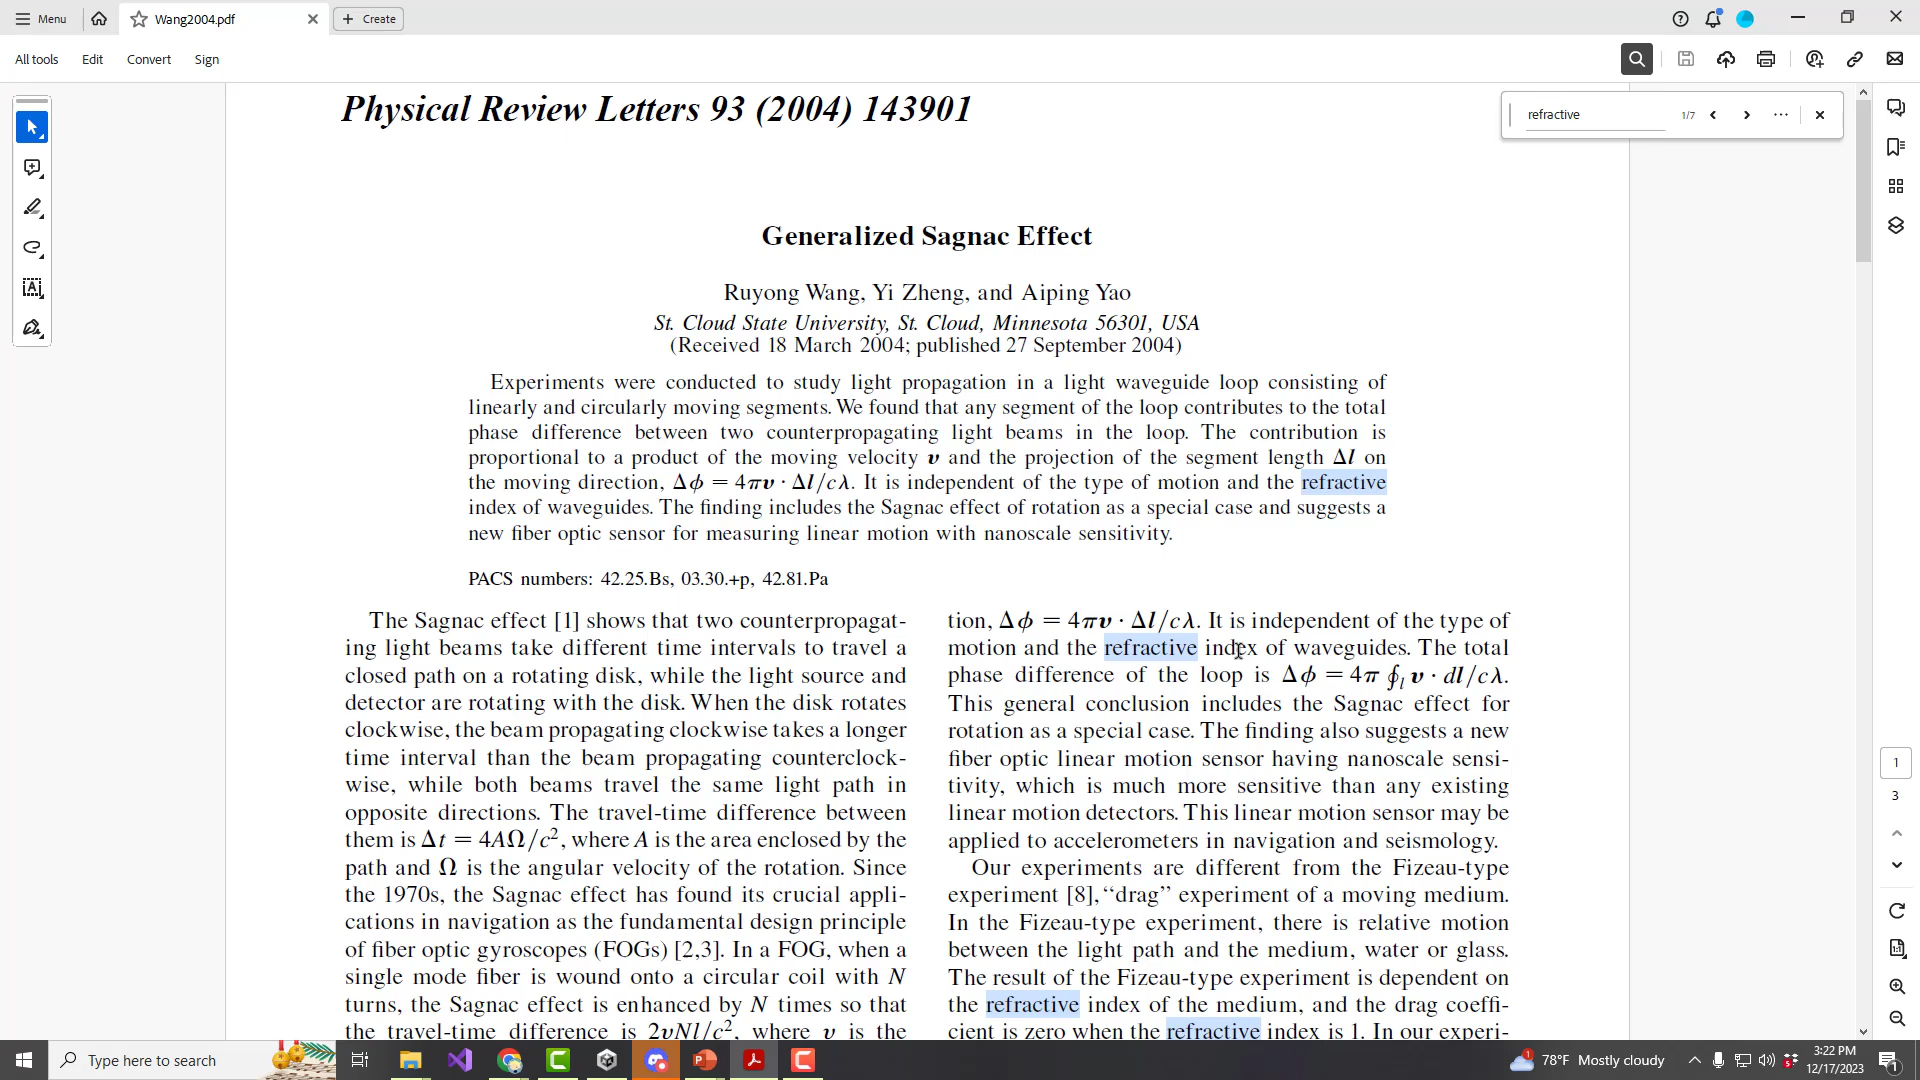 Menu
Wang2004.pdf
Create
All tools
Edit
Convert
Sign
refractive
1/7
Physical Review Letters 93 (2004) 143901
Generalized Sagnac Effect
Ruyong Wang, Yi Zheng, and Aiping Yao
St. Cloud State University, St. Cloud, Minnesota 56301, USA
(Received 18 March 2004; published 27 September 2004)
Experiments were conducted to study light propagation in a light waveguide loop consisting of
linearly and circularly moving segments. We found that any segment of the loop contributes to the total
phase difference between two counterpropagating light beams in the loop. The contribution is
proportional to a product of the moving velocity v and the projection of the segment length Δl on
the moving direction, Δϕ = 4πv · Δl/cλ. It is independent of the type of motion and the refractive
index of waveguides. The finding includes the Sagnac effect of rotation as a special case and suggests a
new fiber optic sensor for measuring linear motion with nanoscale sensitivity.
PACS numbers: 42.25.Bs, 03.30.+p, 42.81.Pa
The Sagnac effect [1] shows that two counterpropagat-
ing light beams take different time intervals to travel a
closed path on a rotating disk, while the light source and
detector are rotating with the disk. When the disk rotates
clockwise, the beam propagating clockwise takes a longer
time interval than the beam propagating counterclock-
wise, while both beams travel the same light path in
opposite directions. The travel-time difference between
them is Δt = 4AΩ/c², where A is the area enclosed by the
path and Ω is the angular velocity of the rotation. Since
the 1970s, the Sagnac effect has found its crucial appli-
cations in navigation as the fundamental design principle
of fiber optic gyroscopes (FOGs) [2,3]. In a FOG, when a
single mode fiber is wound onto a circular coil with N
turns, the Sagnac effect is enhanced by N times so that
the travel-time difference is 2vNl/c², where v is the
tion, Δϕ = 4πv · Δl/cλ. It is independent of the type of
motion and the refractive index of waveguides. The total
phase difference of the loop is Δϕ = 4π ∮l v · dl/cλ.
This general conclusion includes the Sagnac effect for
rotation as a special case. The finding also suggests a new
fiber optic linear motion sensor having nanoscale sensi-
tivity, which is much more sensitive than any existing
linear motion detectors. This linear motion sensor may be
applied to accelerometers in navigation and seismology.
Our experiments are different from the Fizeau-type
experiment [8], ‘‘drag’’ experiment of a moving medium.
In the Fizeau-type experiment, there is relative motion
between the light path and the medium, water or glass.
The result of the Fizeau-type experiment is dependent on
the refractive index of the medium, and the drag coeffi-
cient is zero when the refractive index is 1. In our experi-
1
3
Type here to search
78°F Mostly cloudy
3:22 PM
12/17/2023